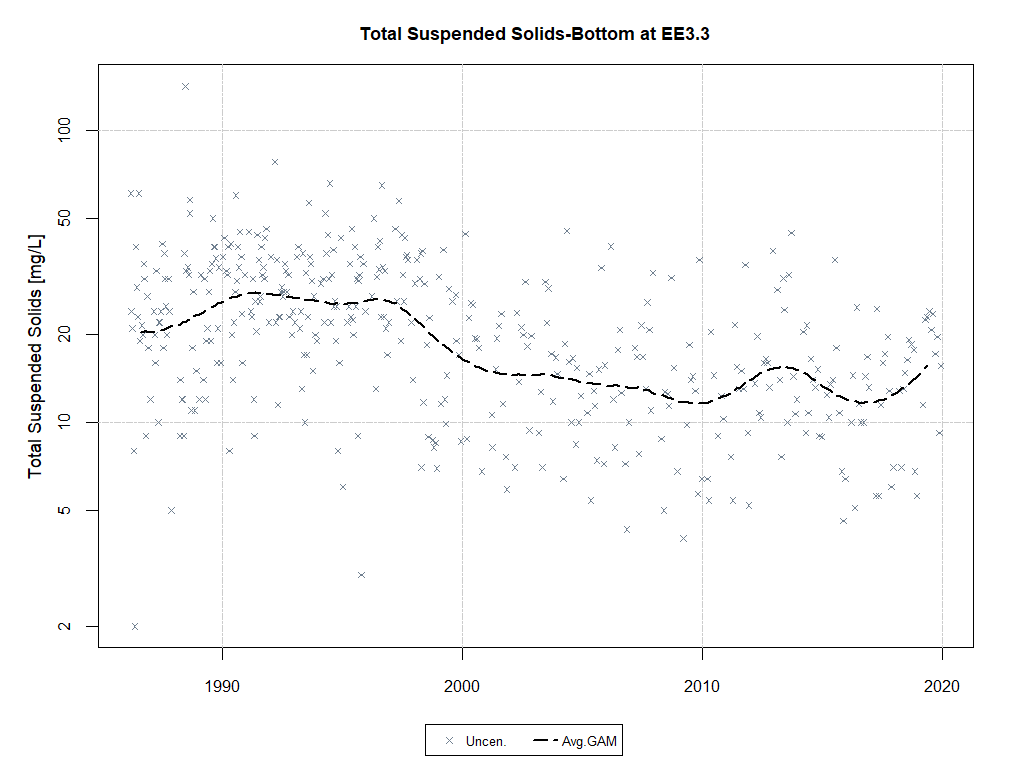 Total Suspended Solids-Bottom at EE3.3
Total Suspended Solids [mg/L]
100
50
20
10
5
2
1990 2000 2010 2020
Uncen. Avg.GAM